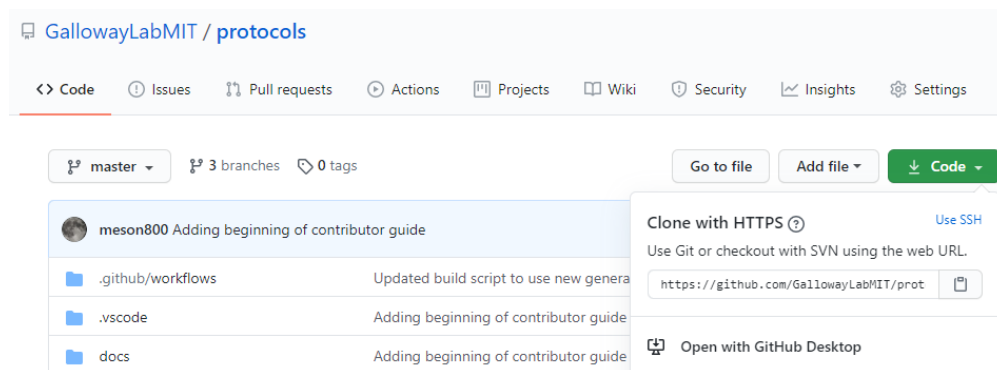 GallowayLabMIT / protocols
Code Issues Pull requests Actions Projects Wiki Security Insights Settings
master 3 branches 0 tags Go to file Add file Code
meson800 Adding beginning of contributor guide
.github/workflows Updated build script to use new genera
.vscode Adding beginning of contributor guide
docs Adding beginning of contributor guide
Clone with HTTPS Use SSH
Use Git or checkout with SVN using the web URL.
https://github.com/GallowayLabMIT/prot
Open with GitHub Desktop